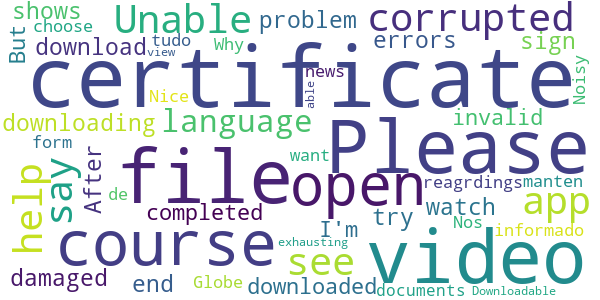 shows
Unable
corrupted
choose
But
problem
download
tudo
Why
errors
sign
view
certificate
news
able
Noisy
Nice
downloading
language
invalid
Please
form
After
want
file
open
say
de
reagrdings
manten
help
completed
I'm
try
watch
app
Nos
informado
course
exhausting
video
see
damaged
end
Globe
downloaded
documents
Downloadable